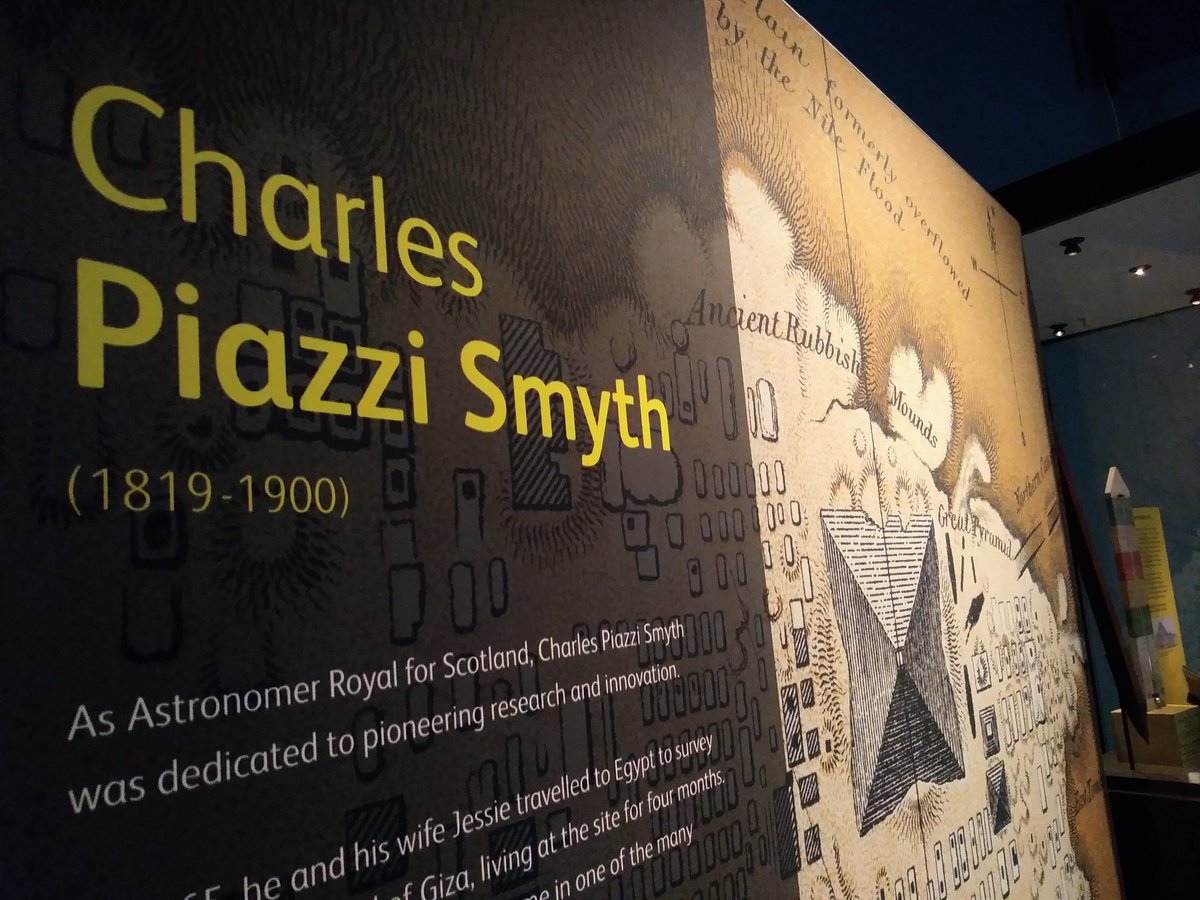 Charles
Piazzi Smyth
(1819-1900)
As Astronomer Royal for Scotland, Charles Piazzi Smyth
was dedicated to pioneering research and innovation.
he and his wife Jessie travelled to Egypt to survey
of Giza, living at the site for four months.
in one of the many
Plain formerly overflowed
by the Nile Flood
Ancient Rubbish
Mounds
Great Pyramid